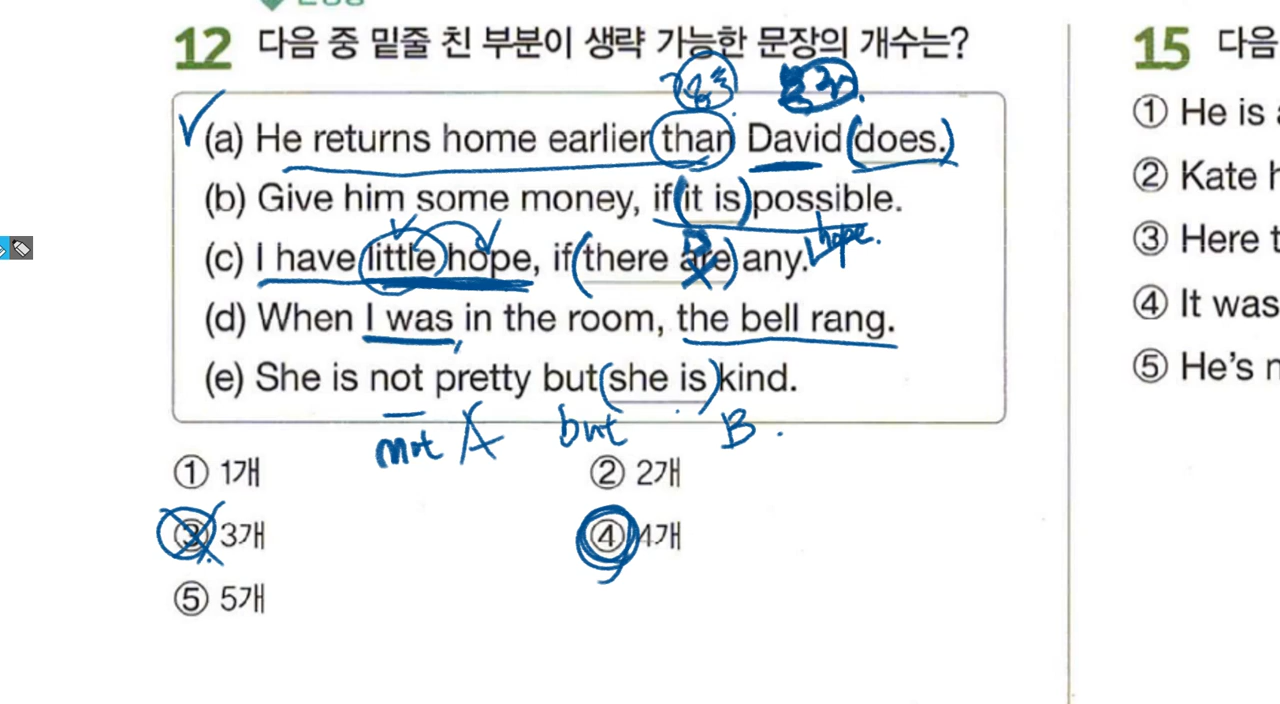 12 다음 중 밑줄 친 부분이 생략 가능한 문장의 개수는?
(a) He returns home earlier than David does.
(b) Give him some money, if it is possible.
(c) I have little hope, if there are any. hope.
(d) When I was in the room, the bell rang.
(e) She is not pretty but she is kind.
not A but B.
① 1개
② 2개
③ 3개
④ 4개
⑤ 5개
15 다음
① He is
② Kate
③ Here
④ It was
⑤ He's